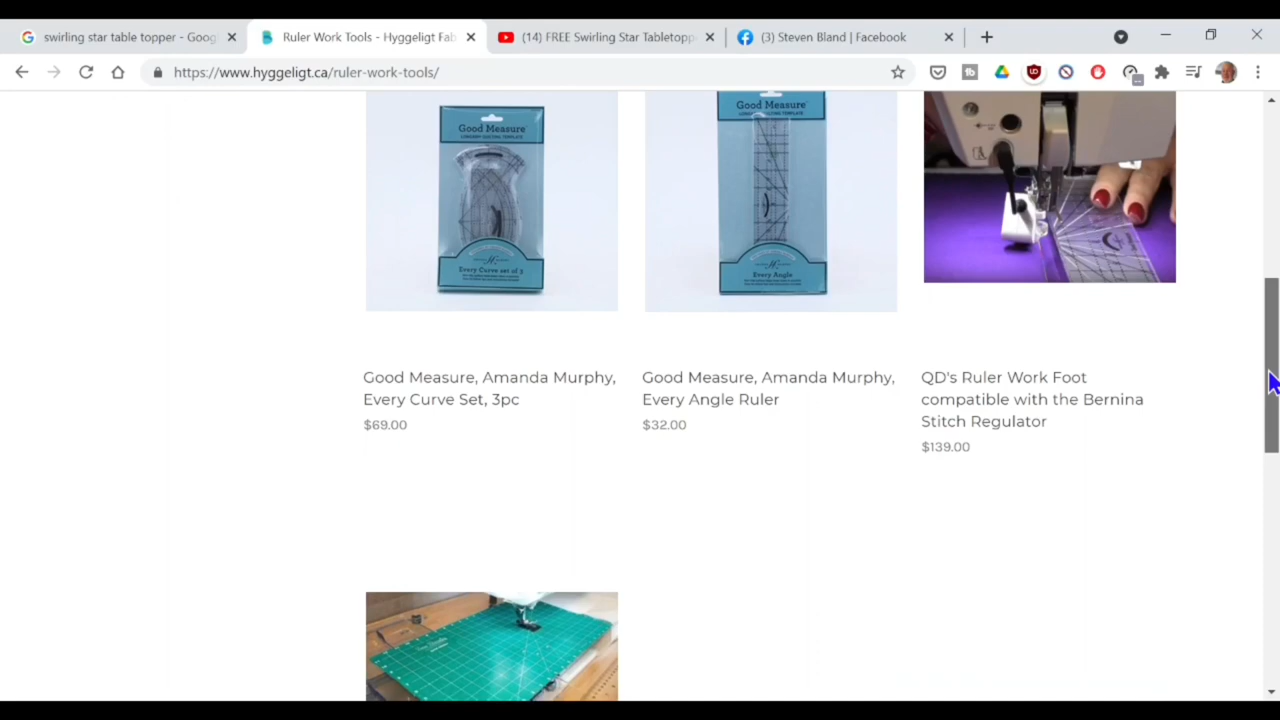 swirling star table topper - Goog
Ruler Work Tools - Hyggeligt Fab
(14) FREE Swirling Star Tabletopp
(3) Steven Bland | Facebook
https://www.hyggeligt.ca/ruler-work-tools/
Good Measure
Every Curve set of 3
Good Measure
Every Angle
Good Measure, Amanda Murphy,
Every Curve Set, 3pc
$69.00
Good Measure, Amanda Murphy,
Every Angle Ruler
$32.00
QD's Ruler Work Foot
compatible with the Bernina
Stitch Regulator
$139.00